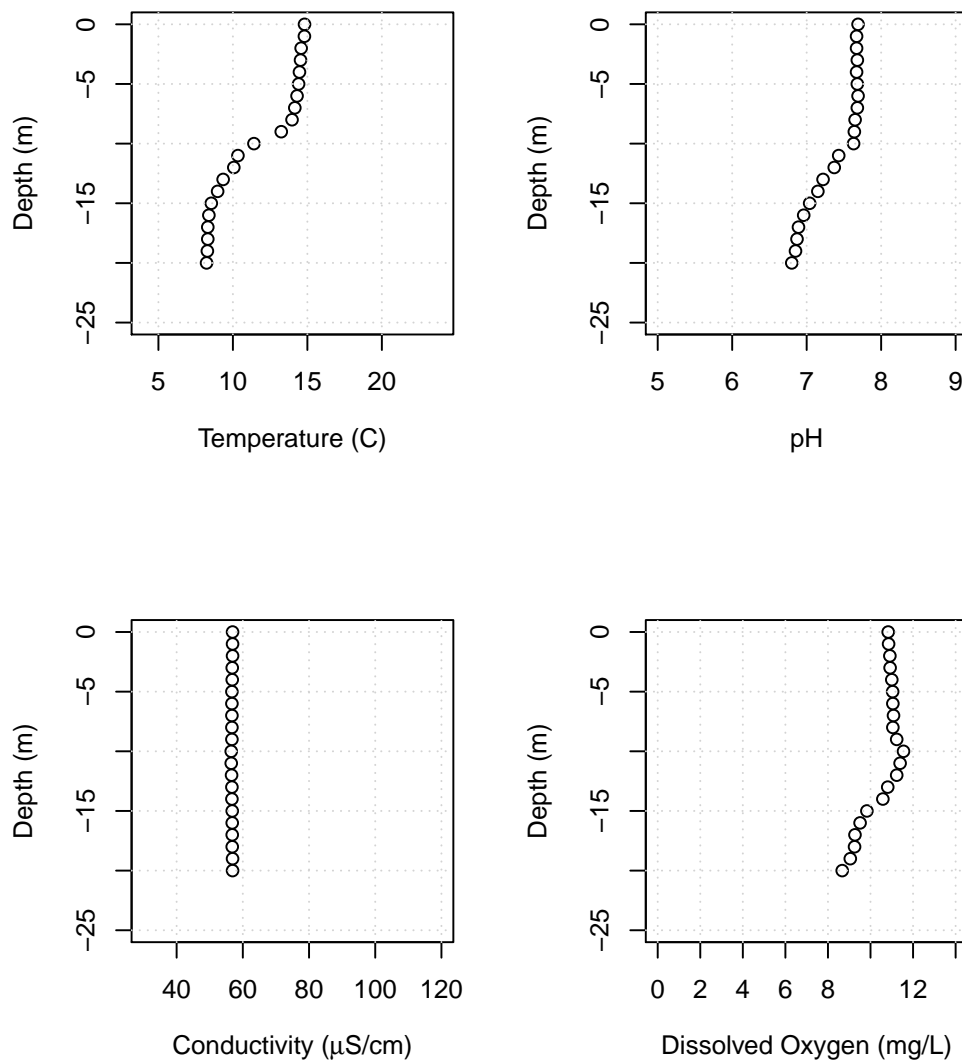 0
−5
−15
−25
Depth (m)
5 10 15 20
Temperature (C)
0
−5
−15
−25
Depth (m)
5 6 7 8 9
pH
0
−5
−15
−25
Depth (m)
40 60 80 100 120
Conductivity (μS/cm)
0
−5
−15
−25
Depth (m)
0 2 4 6 8 12
Dissolved Oxygen (mg/L)